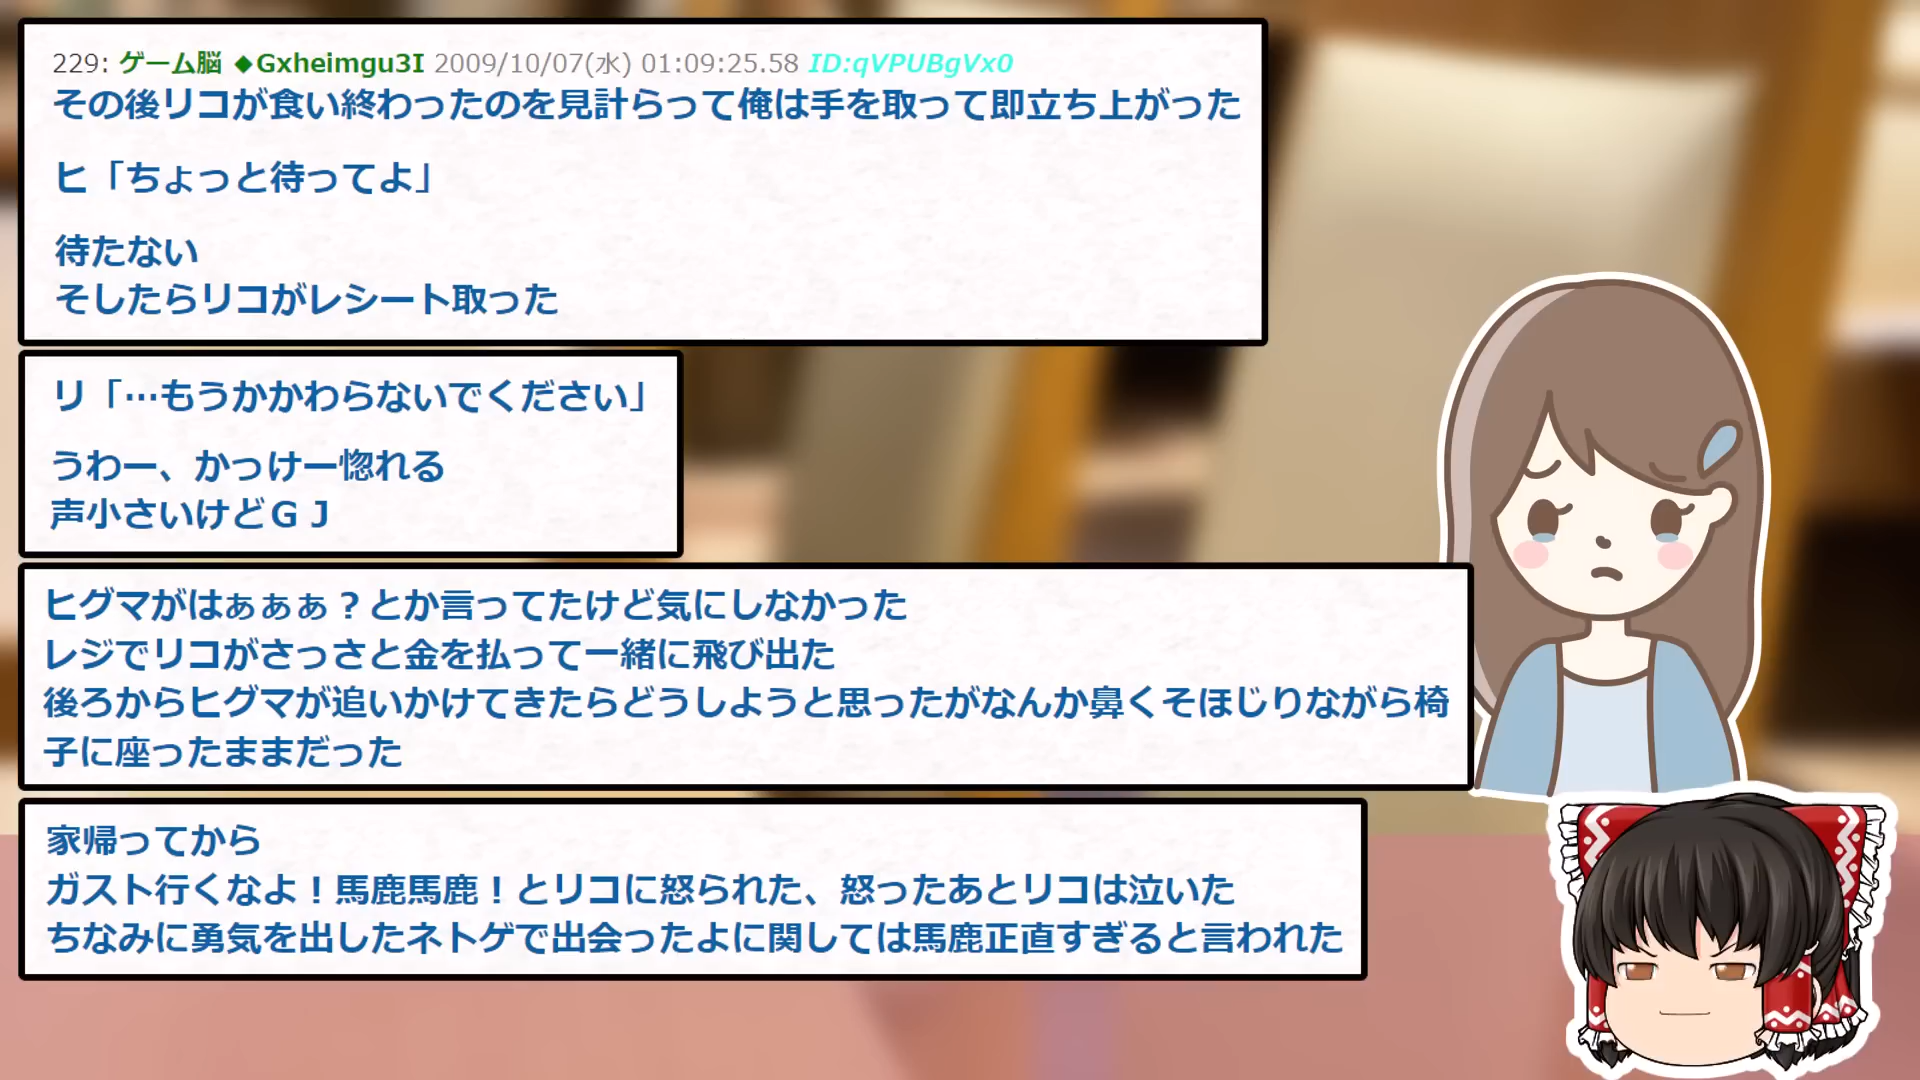 229: ゲーム脳 ◆Gxheimgu3I 2009/10/07(水) 01:09:25.58 ID:qVPUBgVx0
その後リコが食い終わったのを見計らって俺は手を取って即立ち上がった
ヒ「ちょっと待ってよ」
待たない
そしたらリコがレシート取った
リ「…もうかかわらないでください」
うわー、かっけー惚れる
声小さいけどＧＪ
ヒグマがはぁぁぁ？とか言ってたけど気にしなかった
レジでリコがさっさと金を払って一緒に飛び出た
後ろからヒグマが追いかけてきたらどうしようと思ったがなんか鼻くそほじりながら椅
子に座ったままだった
家帰ってから
ガスト行くなよ！馬鹿馬鹿！とリコに怒られた、怒ったあとリコは泣いた
ちなみに勇気を出したネトゲで出会ったよに関しては馬鹿正直すぎると言われた